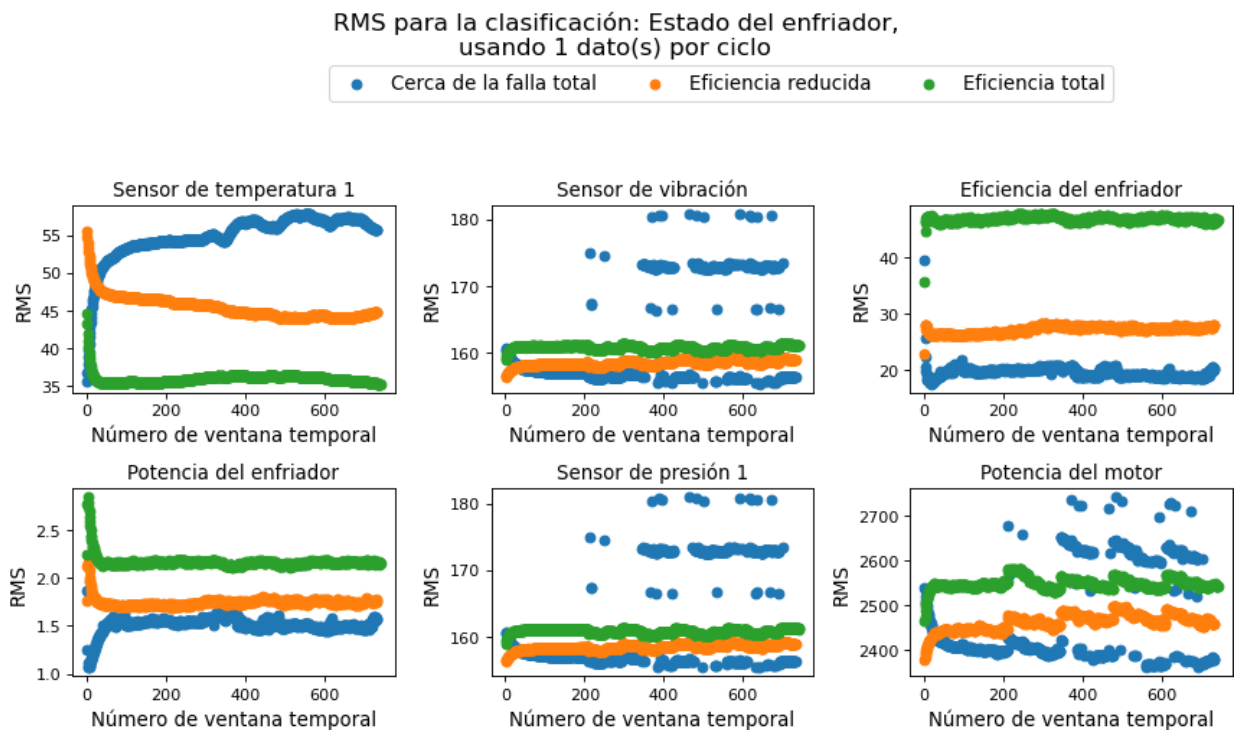 RMS para la clasificación: Estado del enfriador,
usando 1 dato(s) por ciclo
Cerca de la falla total Eficiencia reducida Eficiencia total
Sensor de temperatura 1
RMS
55
50
45
40
35
0 200 400 600
Número de ventana temporal
Sensor de vibración
RMS
180
170
160
0 200 400 600
Número de ventana temporal
Eficiencia del enfriador
RMS
40
30
20
0 200 400 600
Número de ventana temporal
Potencia del enfriador
RMS
2.5
2.0
1.5
1.0
0 200 400 600
Número de ventana temporal
Sensor de presión 1
RMS
180
170
160
0 200 400 600
Número de ventana temporal
Potencia del motor
RMS
2700
2600
2500
2400
0 200 400 600
Número de ventana temporal